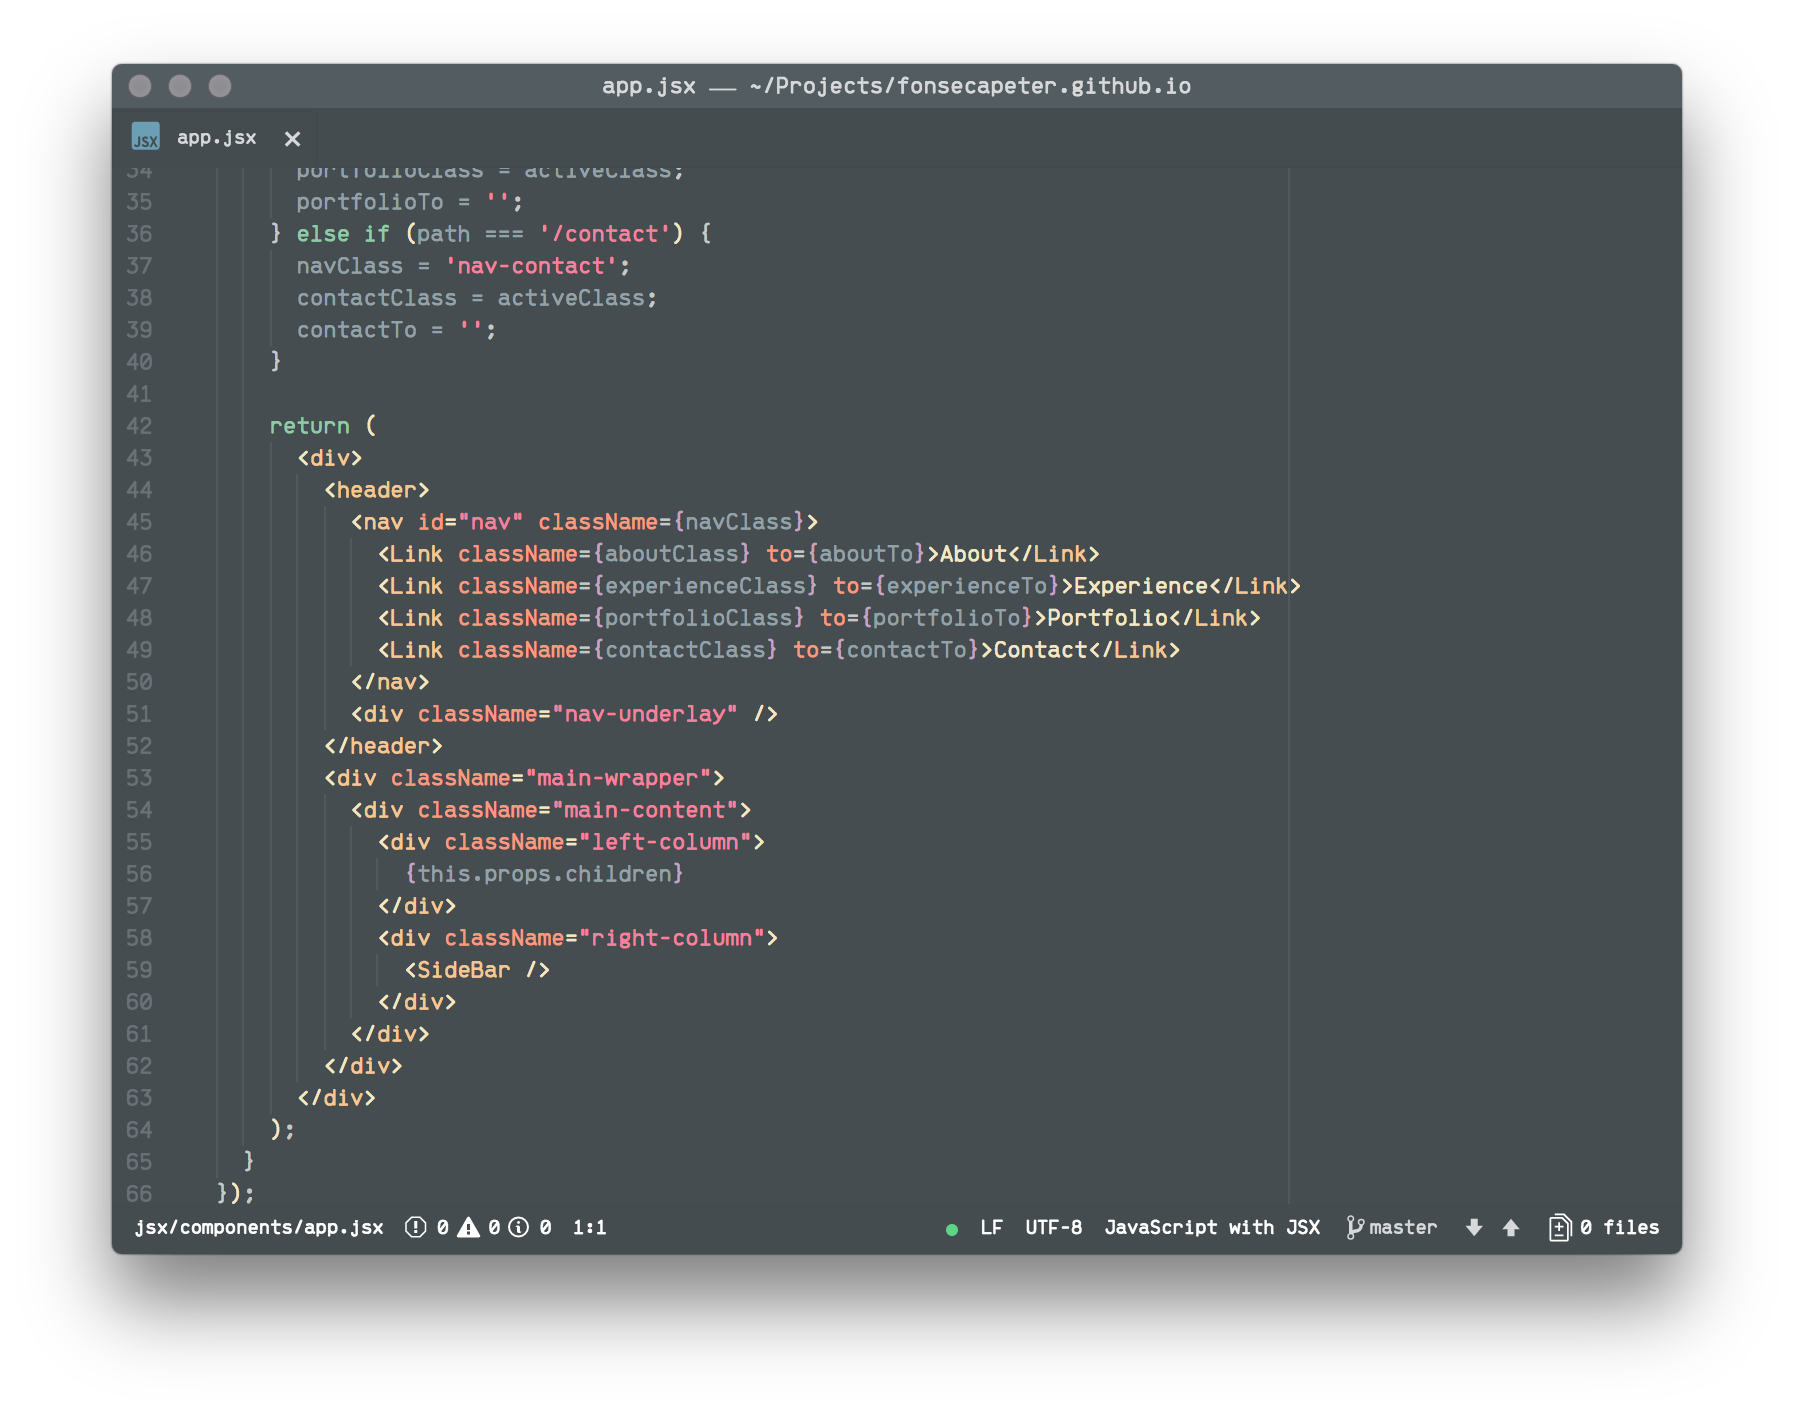 app.jsx — ~/Projects/fonsecapeter.github.io
JSX app.jsx ×
34 portfolioClass = activeClass;
35 portfolioTo = '';
36 } else if (path === '/contact') {
37 navClass = 'nav-contact';
38 contactClass = activeClass;
39 contactTo = '';
40 }
41
42 return (
43 <div>
44 <header>
45 <nav id="nav" className={navClass}>
46 <Link className={aboutClass} to={aboutTo}>About</Link>
47 <Link className={experienceClass} to={experienceTo}>Experience</Link>
48 <Link className={portfolioClass} to={portfolioTo}>Portfolio</Link>
49 <Link className={contactClass} to={contactTo}>Contact</Link>
50 </nav>
51 <div className="nav-underlay" />
52 </header>
53 <div className="main-wrapper">
54 <div className="main-content">
55 <div className="left-column">
56 {this.props.children}
57 </div>
58 <div className="right-column">
59 <SideBar />
60 </div>
61 </div>
62 </div>
63 </div>
64 );
65 }
66 });
jsx/components/app.jsx 0 0 0 1:1 LF UTF-8 JavaScript with JSX master 0 files